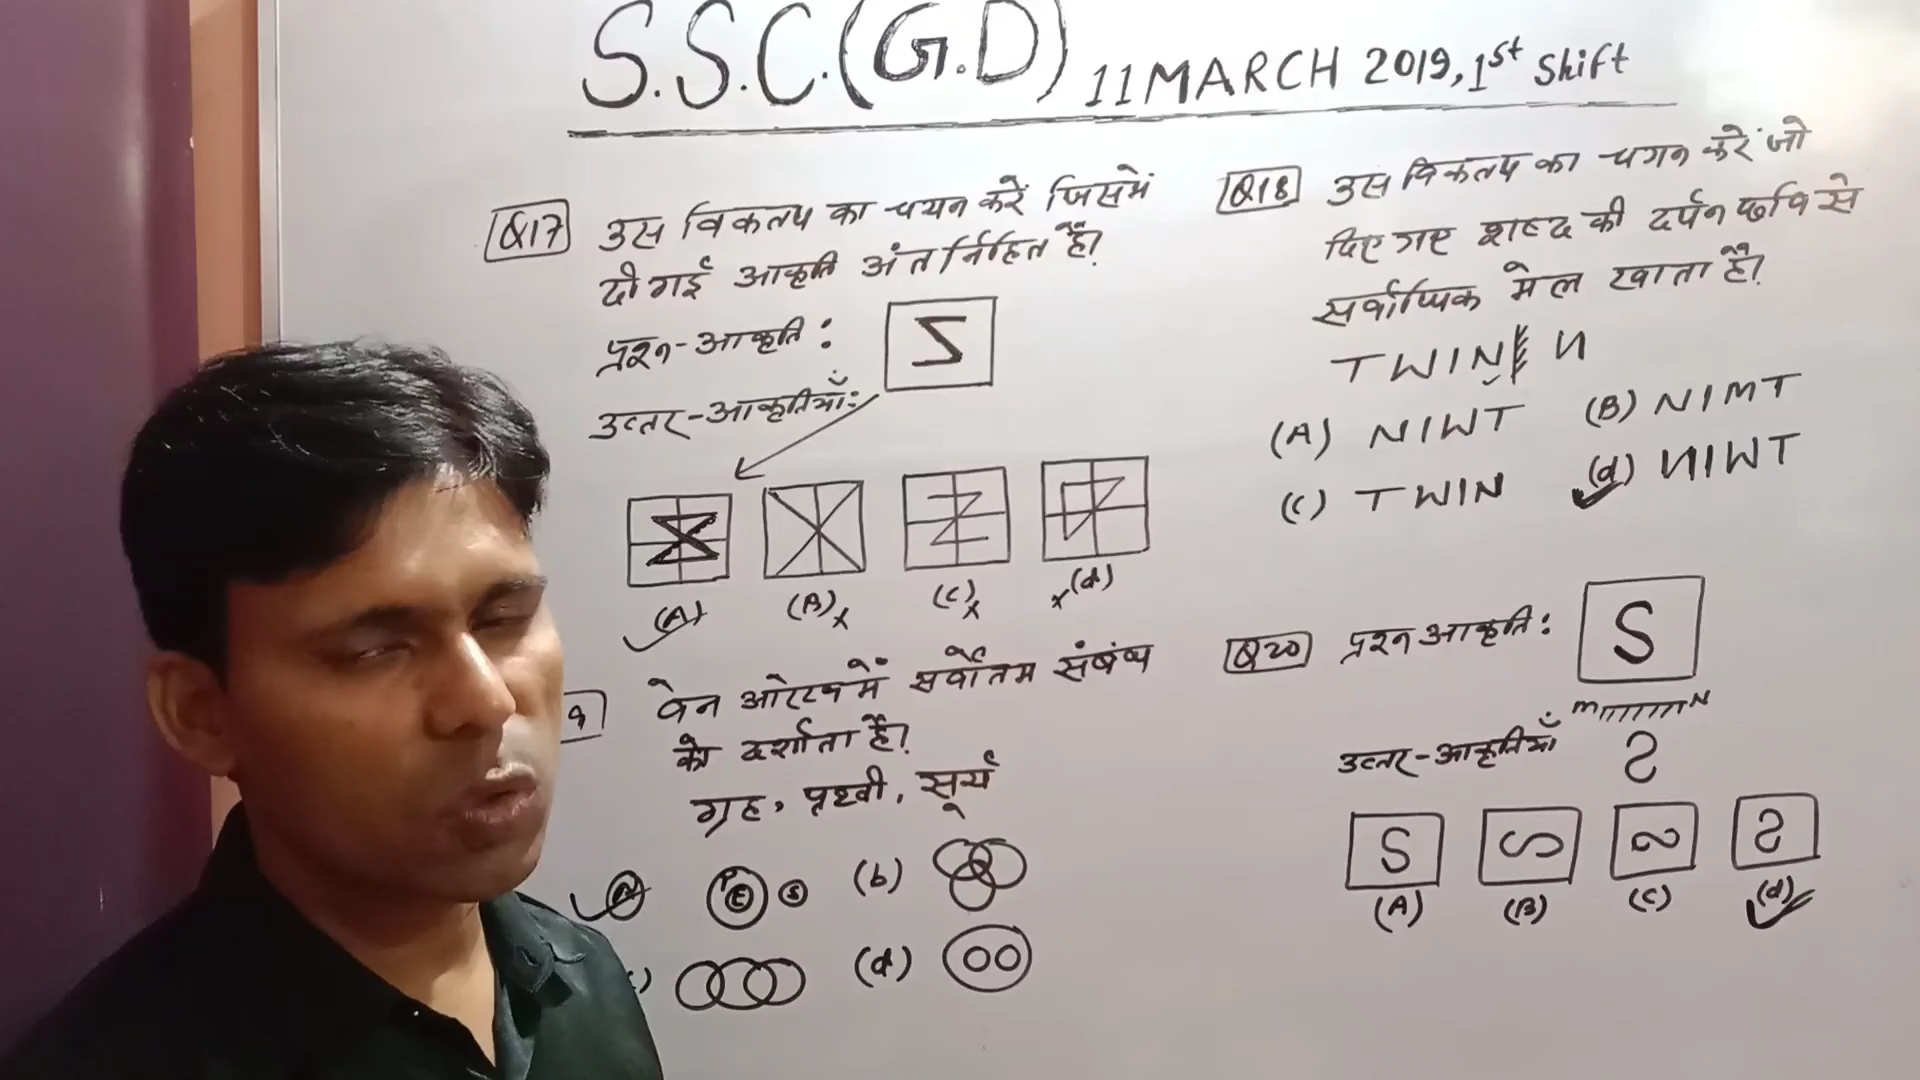 S.S.C.(G.D) 11 MARCH 2019, 1st Shift
Q17 उस विकल्प का चयन करें जिसमें
दी गई आकृति अंतर्निहित है?
प्रश्न-आकृति :
उत्तर-आकृतियाँ:
(A) (B) x (C) x x (d)
9 वेन आरेख में सर्वोतम संबंध
को दर्शाता है?
ग्रह, पृथ्वी, सूर्य
P E S (b)
(d)
Q18 उस विकल्प का चयन करें जो
दिए गए शब्द की दर्पन छवि से
सर्वाधिक मेल खाता है?
TWIN И
(A) NIWT (B) NIMT
(C) TWIN (d) ИIWT
Q20 प्रश्न आकृति : S
M N
उत्तर-आकृतियाँ
S
(A) (B) (C) (d)